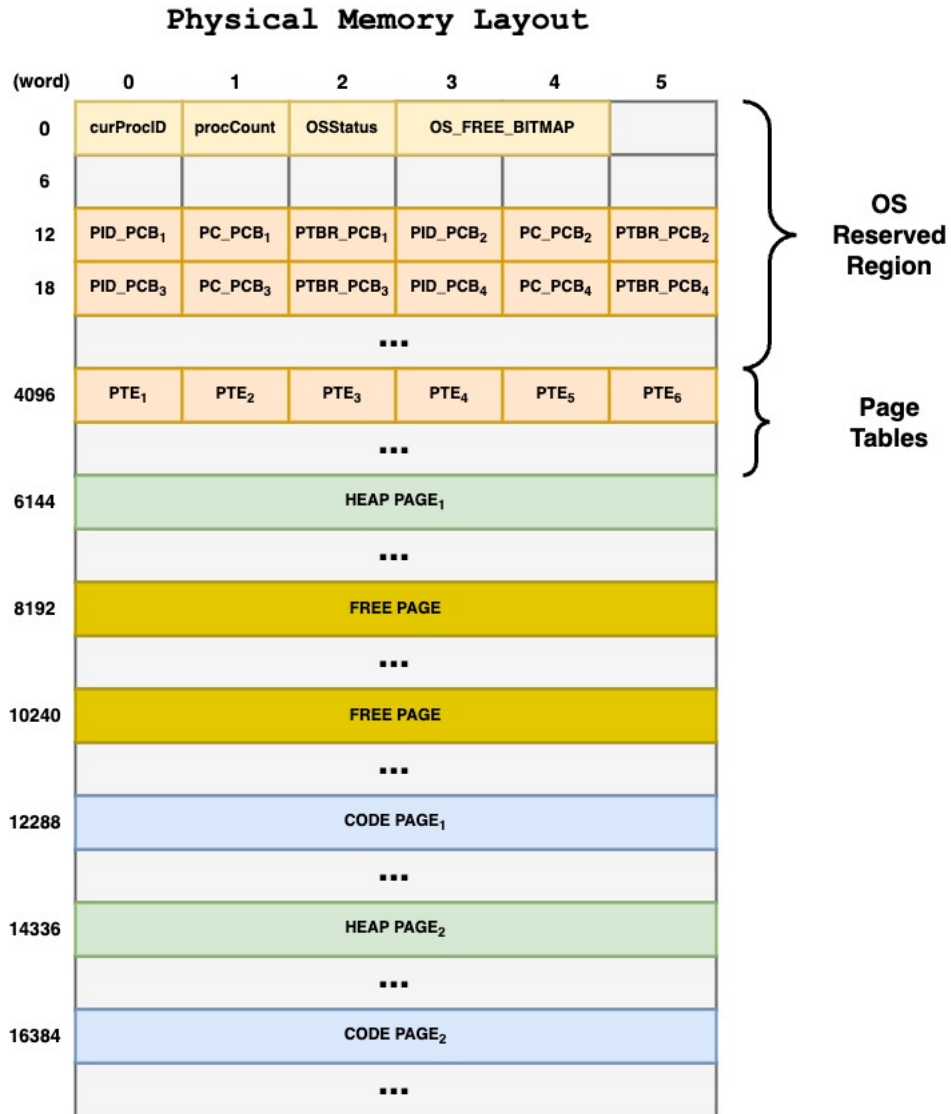 Physical Memory Layout
(word) 0 1 2 3 4 5
0 curProcID procCount OSStatus OS_FREE_BITMAP
6
12 PID_PCB₁ PC_PCB₁ PTBR_PCB₁ PID_PCB₂ PC_PCB₂ PTBR_PCB₂
18 PID_PCB₃ PC_PCB₃ PTBR_PCB₃ PID_PCB₄ PC_PCB₄ PTBR_PCB₄
...
OS
Reserved
Region
4096 PTE₁ PTE₂ PTE₃ PTE₄ PTE₅ PTE₆
...
Page
Tables
6144 HEAP PAGE₁
...
8192 FREE PAGE
...
10240 FREE PAGE
...
12288 CODE PAGE₁
...
14336 HEAP PAGE₂
...
16384 CODE PAGE₂
...